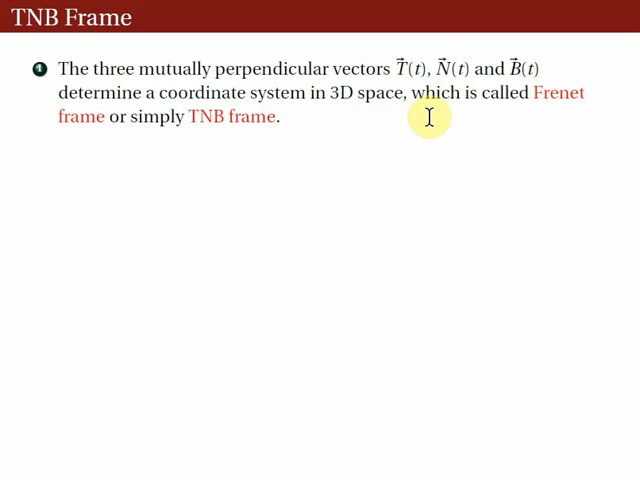 TNB Frame
1 The three mutually perpendicular vectors T⃗(t), N⃗(t) and B⃗(t)
determine a coordinate system in 3D space, which is called Frenet
frame or simply TNB frame.